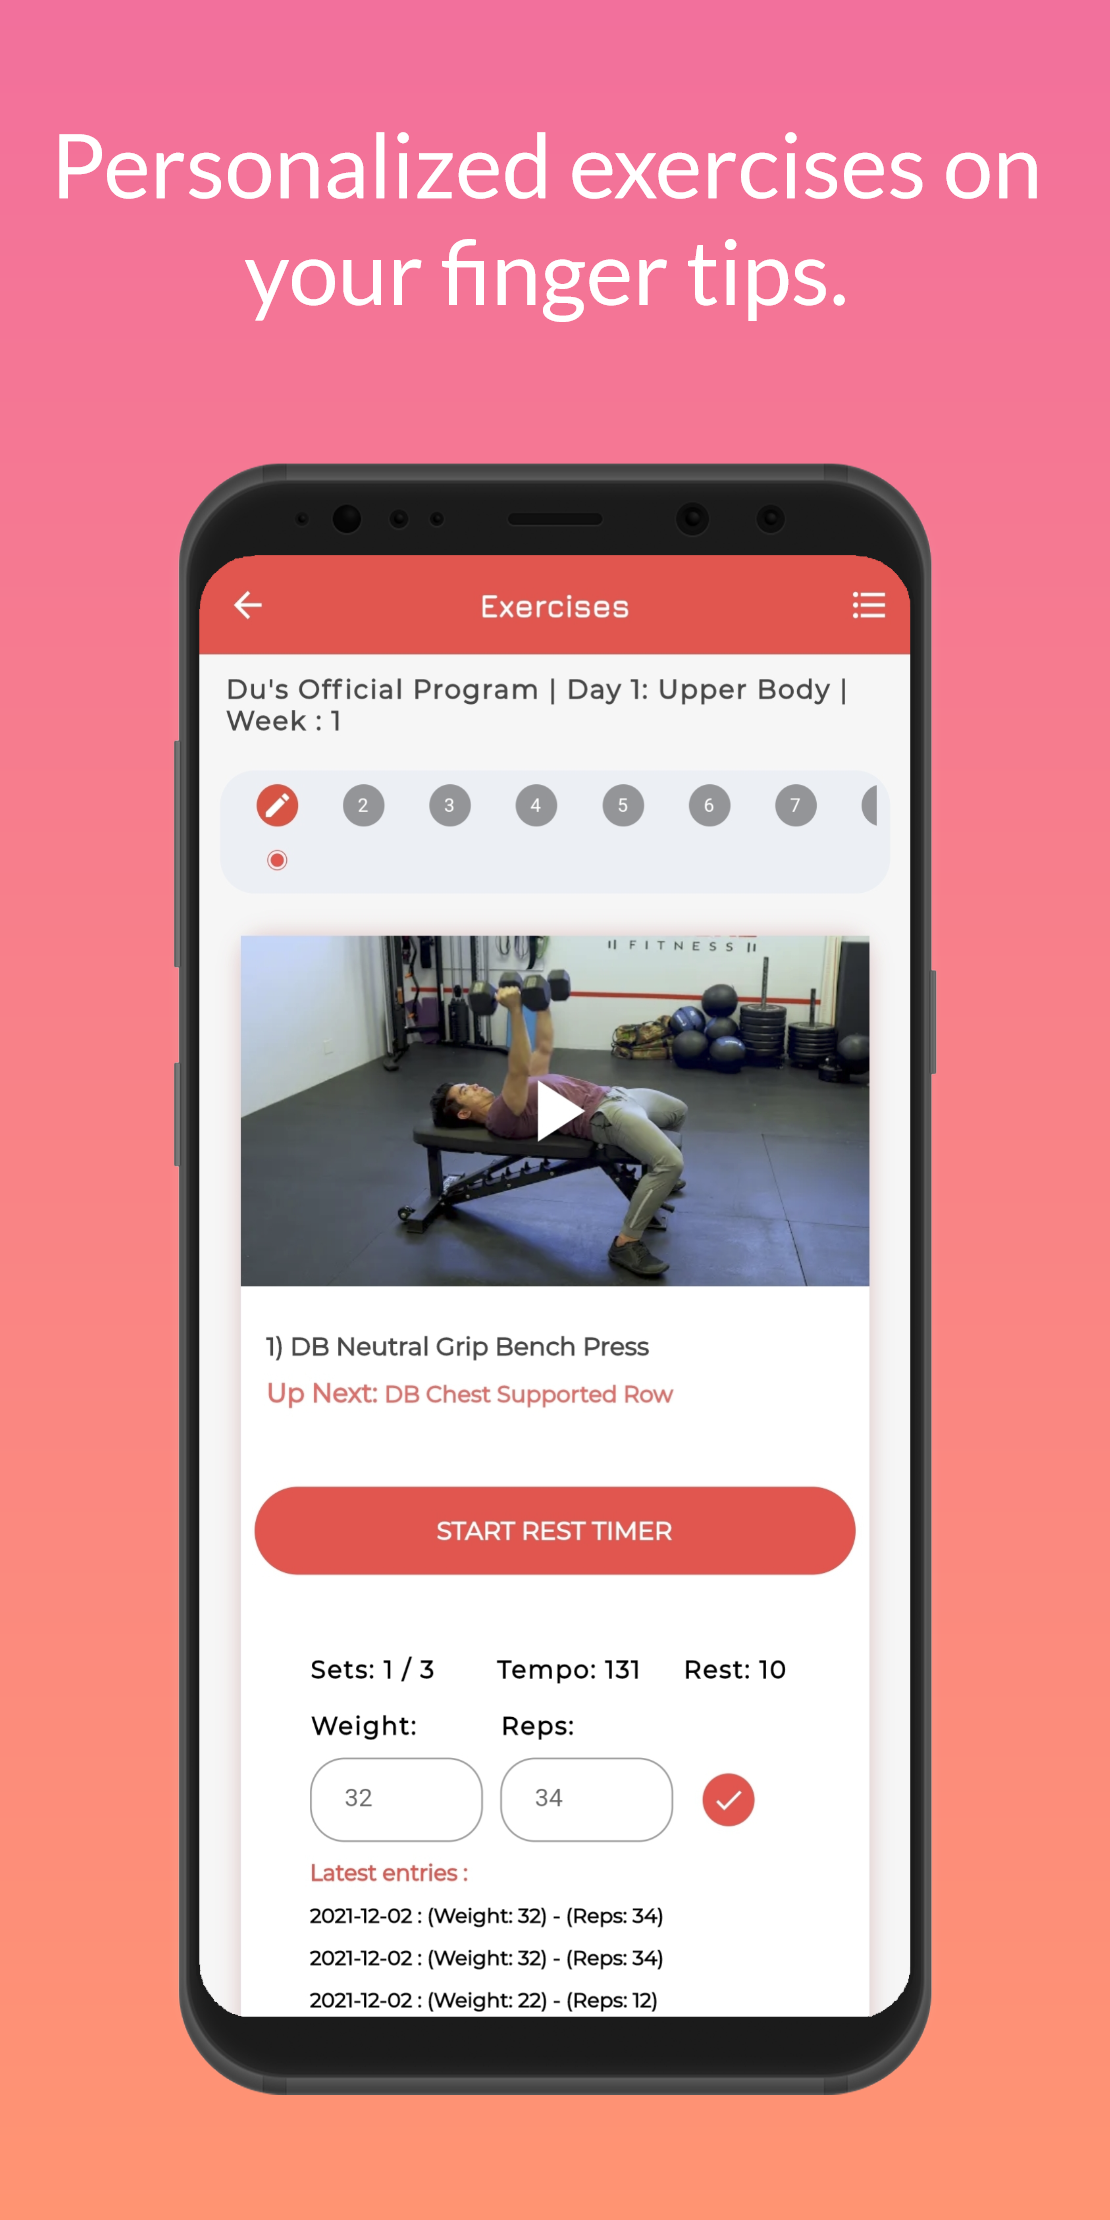 Personalized exercises on
your finger tips.
Exercises
Du's Official Program | Day 1: Upper Body |
Week : 1
2 3 4 5 6 7
FITNESS
1) DB Neutral Grip Bench Press
Up Next: DB Chest Supported Row
START REST TIMER
Sets: 1 / 3 Tempo: 131 Rest: 10
Weight: Reps:
32 34
Latest entries :
2021-12-02 : (Weight: 32) - (Reps: 34)
2021-12-02 : (Weight: 32) - (Reps: 34)
2021-12-02 : (Weight: 22) - (Reps: 12)